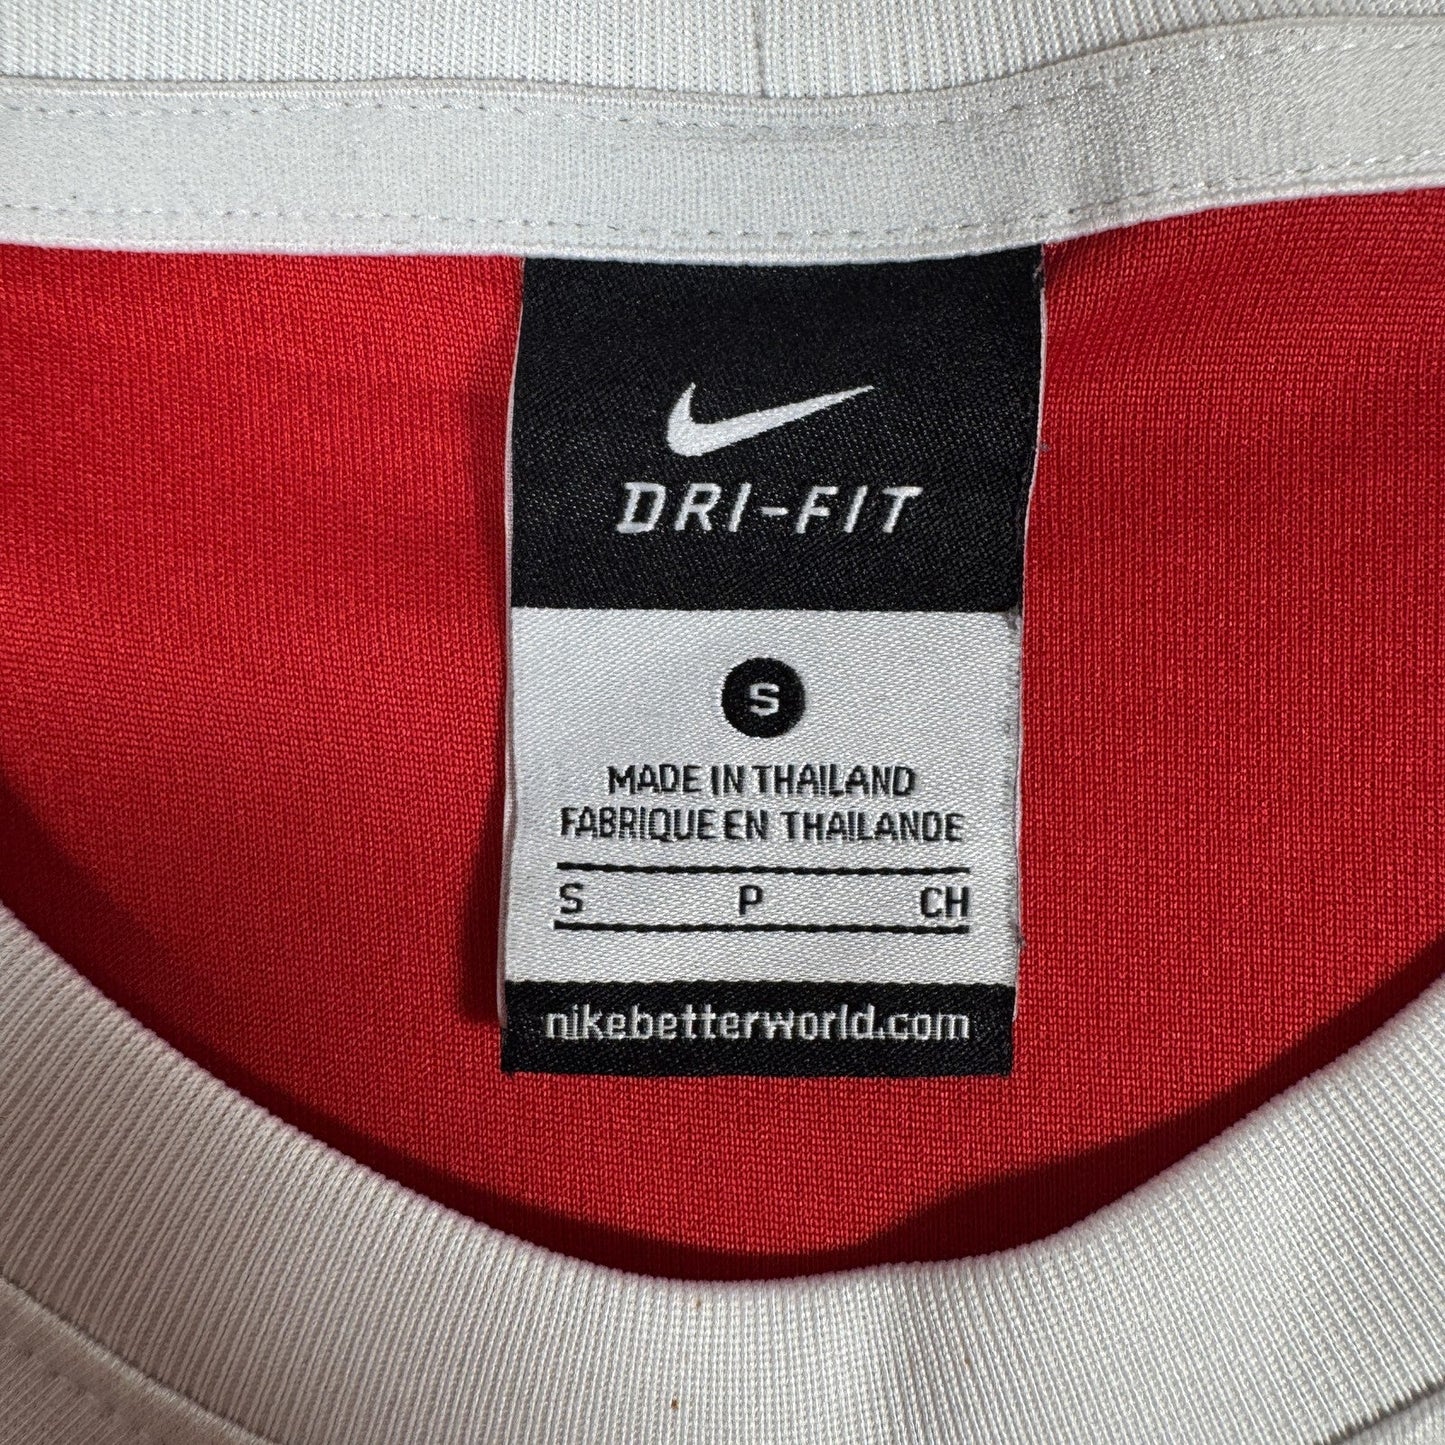 DRI-FIT
S
MADE IN THAILAND
FABRIQUE EN THAILANDE
S P CH
nikebetterworld.com